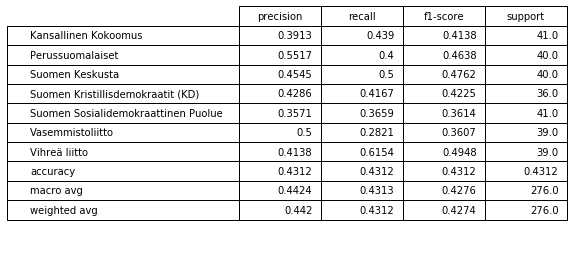 precision recall f1-score support
Kansallinen Kokoomus 0.3913 0.439 0.4138 41.0
Perussuomalaiset 0.5517 0.4 0.4638 40.0
Suomen Keskusta 0.4545 0.5 0.4762 40.0
Suomen Kristillisdemokraatit (KD) 0.4286 0.4167 0.4225 36.0
Suomen Sosialidemokraattinen Puolue 0.3571 0.3659 0.3614 41.0
Vasemmistoliitto 0.5 0.2821 0.3607 39.0
Vihreä liitto 0.4138 0.6154 0.4948 39.0
accuracy 0.4312 0.4312 0.4312 0.4312
macro avg 0.4424 0.4313 0.4276 276.0
weighted avg 0.442 0.4312 0.4274 276.0